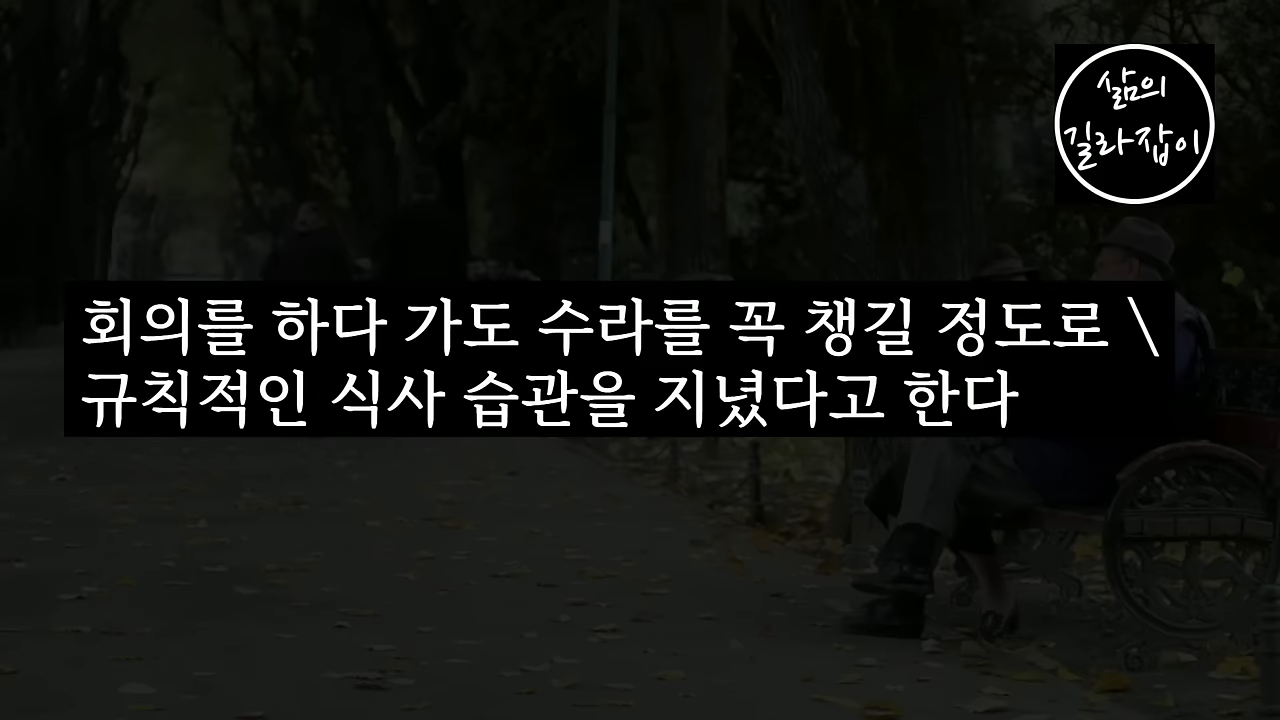 삶의
길라잡이
회의를 하다 가도 수라를 꼭 챙길 정도로 \
규칙적인 식사 습관을 지녔다고 한다